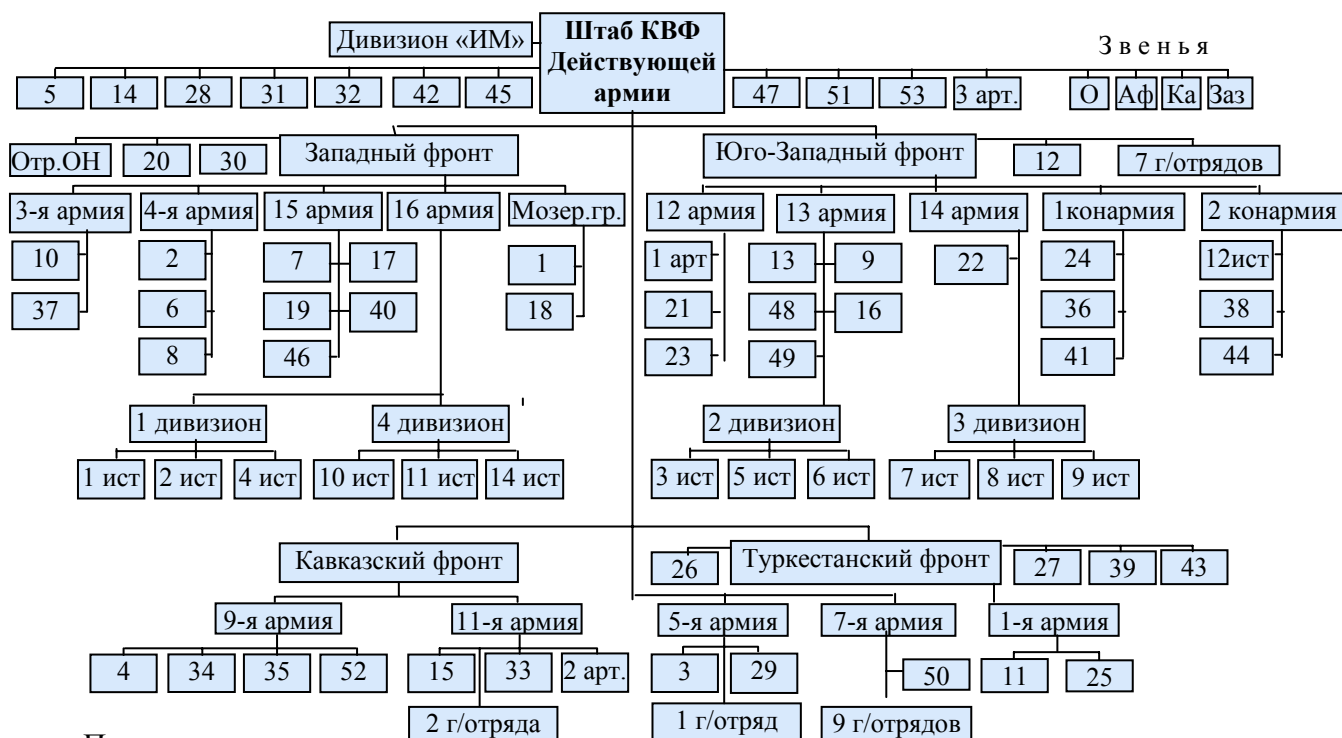 Дивизион «ИМ»
Штаб КВФ
Действующей
армии
З в е н ь я
5 14 28 31 32 42 45 47 51 53 3 арт. О Аф Ка Заз
Отр.ОН 20 30 Западный фронт Юго-Западный фронт 12 7 г/отрядов
3-я армия 4-я армия 15 армия 16 армия Мозер.гр. 12 армия 13 армия 14 армия 1конармия 2 конармия
10 2 7 17 1 1 арт 13 9 22 24 12ист
37 6 19 40 18 21 48 16 36 38
8 46 23 49 41 44
1 дивизион 4 дивизион 2 дивизион 3 дивизион
1 ист 2 ист 4 ист 10 ист 11 ист 14 ист 3 ист 5 ист 6 ист 7 ист 8 ист 9 ист
Кавказский фронт 26 Туркестанский фронт 27 39 43
9-я армия 11-я армия 5-я армия 7-я армия 1-я армия
4 34 35 52 15 33 2 арт. 3 29 50 11 25
2 г/отряда 1 г/отряд 9 г/отрядов